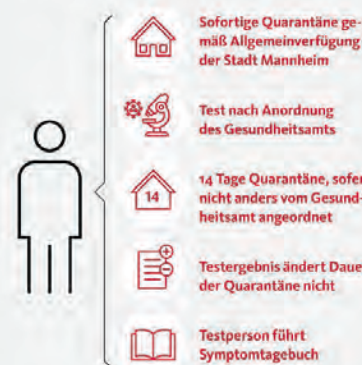 Sofortige Quarantäne ge-
mäß Allgemeinverfügung
der Stadt Mannheim
Test nach Anordnung
des Gesundheitsamts
14
14 Tage Quarantäne, sofer
nicht anders vom Gesund-
heitsamt angeordnet
Testergebnis ändert Daue
der Quarantäne nicht
Testperson führt
Symptomtagebuch